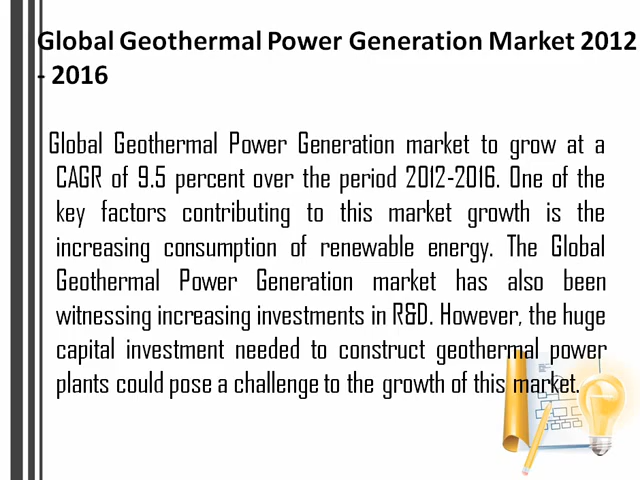 Global Geothermal Power Generation Market 2012
- 2016
Global Geothermal Power Generation market to grow at a
CAGR of 9.5 percent over the period 2012-2016. One of the
key factors contributing to this market growth is the
increasing consumption of renewable energy. The Global
Geothermal Power Generation market has also been
witnessing increasing investments in R&D. However, the huge
capital investment needed to construct geothermal power
plants could pose a challenge to the growth of this market.